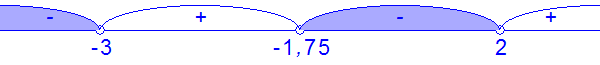 - + - +
-3 -1,75 2